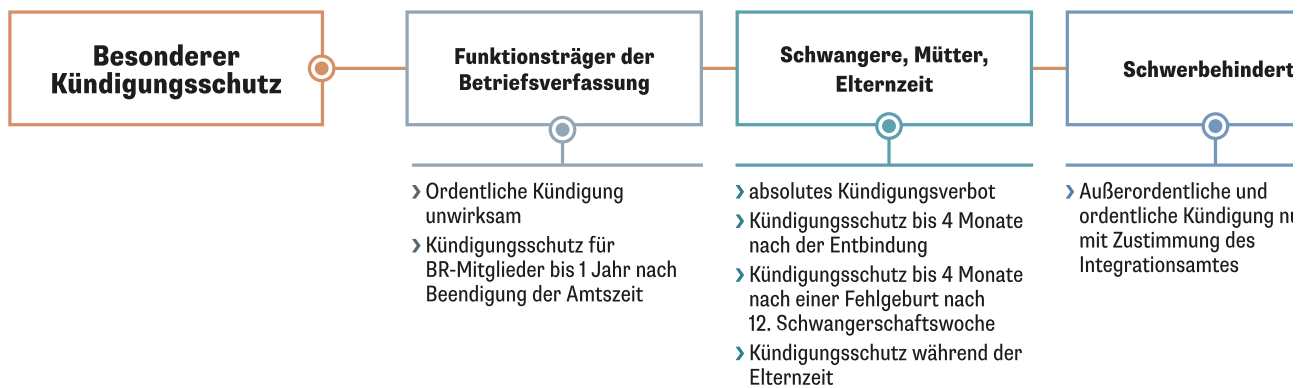 Besonderer
Kündigungsschutz
Funktionsträger der
Betriebsverfassung
Schwangere, Mütter,
Elternzeit
Schwerbehindert
Ordentliche Kündigung
unwirksam
Kündigungsschutz für
BR-Mitglieder bis 1 Jahr nach
Beendigung der Amtszeit
absolutes Kündigungsverbot
Kündigungsschutz bis 4 Monate
nach der Entbindung
Kündigungsschutz bis 4 Monate
nach einer Fehlgeburt nach
12. Schwangerschaftswoche
Kündigungsschutz während der
Elternzeit
Außerordentliche und
ordentliche Kündigung
mit Zustimmung des
Integrationsamtes